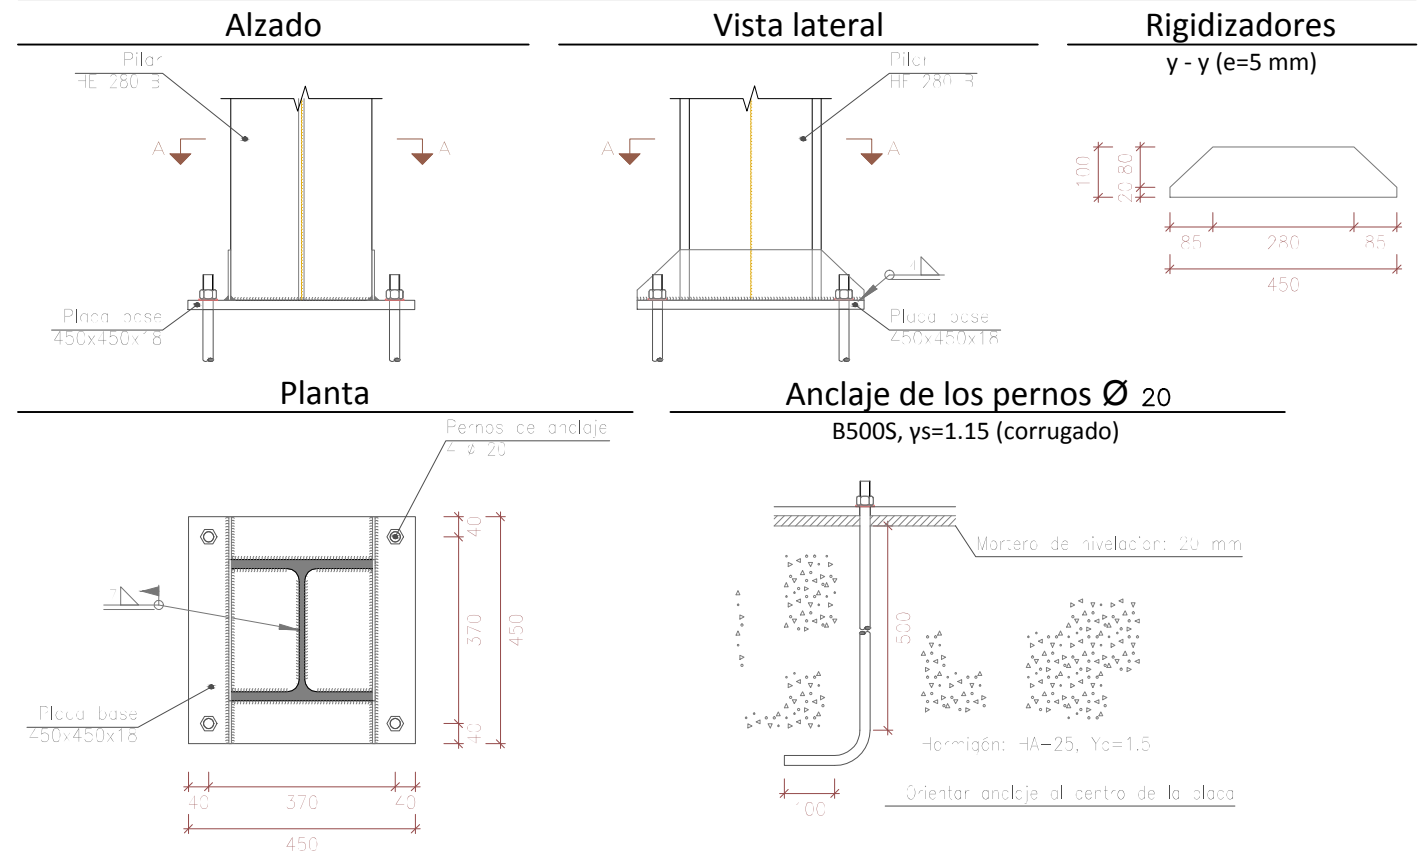 Alzado
Vista lateral
Rigidizadores
y - y (e=5 mm)
Pilar
HE 280 B
A
A
Placa base
450x450x18
Pilar
HE 280 B
A
A
4
Placa base
450x450x18
100
20 80
85
280
85
450
Planta
Anclaje de los pernos Ø 20
B500S, γs=1.15 (corrugado)
Pernos de anclaje
4 ø 20
7
40
370
450
40
Placa base
450x450x18
40
370
40
450
Mortero de nivelación: 20 mm
500
Hormigón: HA-25, Yc=1.5
100
Orientar anclaje al centro de la placa